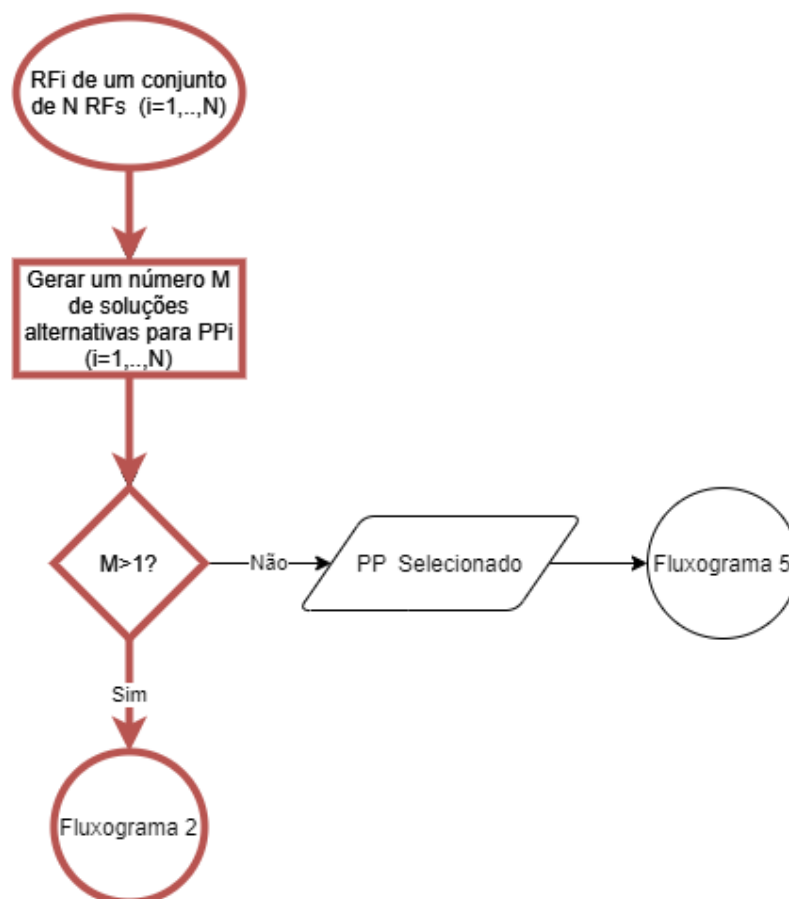 RFi de um conjunto
de N RFs (i=1,..,N)
Gerar um número M
de soluções
alternativas para PPi
(i=1,..,N)
M>1?
Não
PP Selecionado
Fluxograma 5
Sim
Fluxograma 2